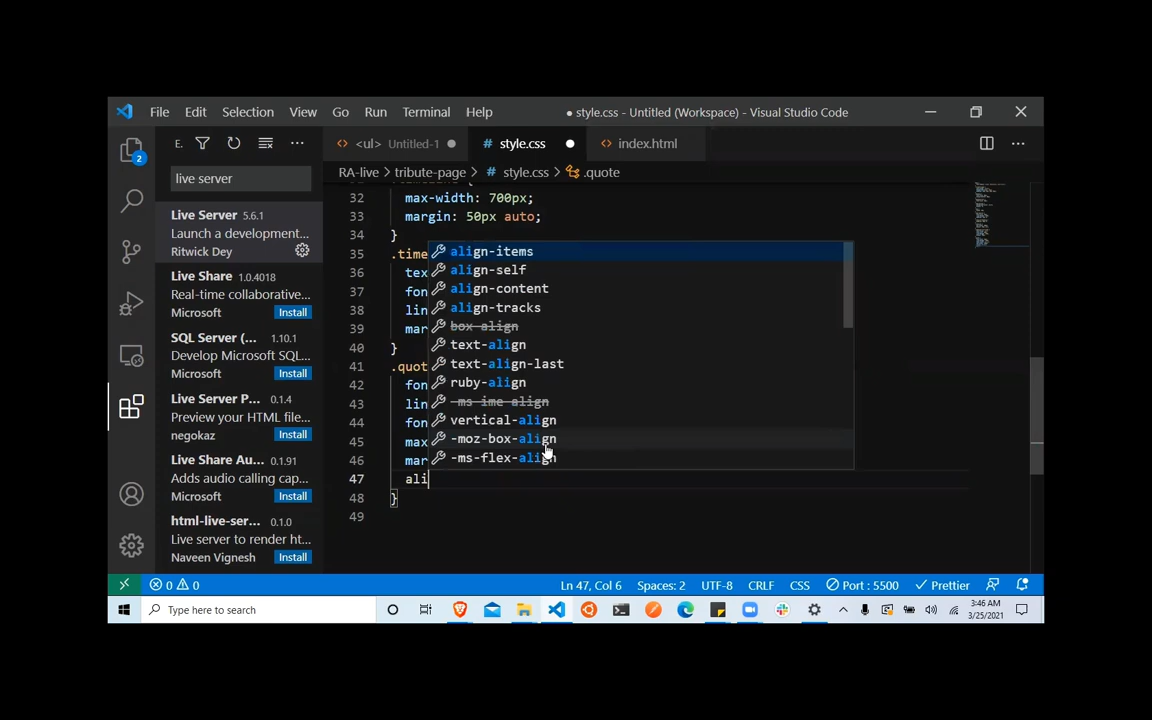 File Edit Selection View Go Run Terminal Help ● style.css - Untitled (Workspace) - Visual Studio Code
E. <> <ul> Untitled-1 ● # style.css ● <> index.html
RA-live > tribute-page > # style.css > .quote
live server
Live Server 5.6.1
Launch a development...
Ritwick Dey
Live Share 1.0.4018
Real-time collaborative...
Microsoft Install
SQL Server (... 1.10.1
Develop Microsoft SQL...
Microsoft Install
Live Server P... 0.1.4
Preview your HTML file...
negokaz Install
Live Share Au... 0.1.91
Adds audio calling cap...
Microsoft Install
html-live-ser... 0.1.0
Live server to render ht...
Naveen Vignesh Install
2
32 max-width: 700px;
33 margin: 50px auto;
34 }
35 .time
36 tex
37 fon
38 lin
39 mar
40 }
41 .quot
42 fon
43 lin
44 fon
45 max
46 mar
47 ali
48 }
49
align-items
align-self
align-content
align-tracks
box-align
text-align
text-align-last
ruby-align
-ms-ime-align
vertical-align
-moz-box-align
-ms-flex-align
0 0 Ln 47, Col 6 Spaces: 2 UTF-8 CRLF CSS Port : 5500 Prettier
Type here to search
3:46 AM
3/25/2021